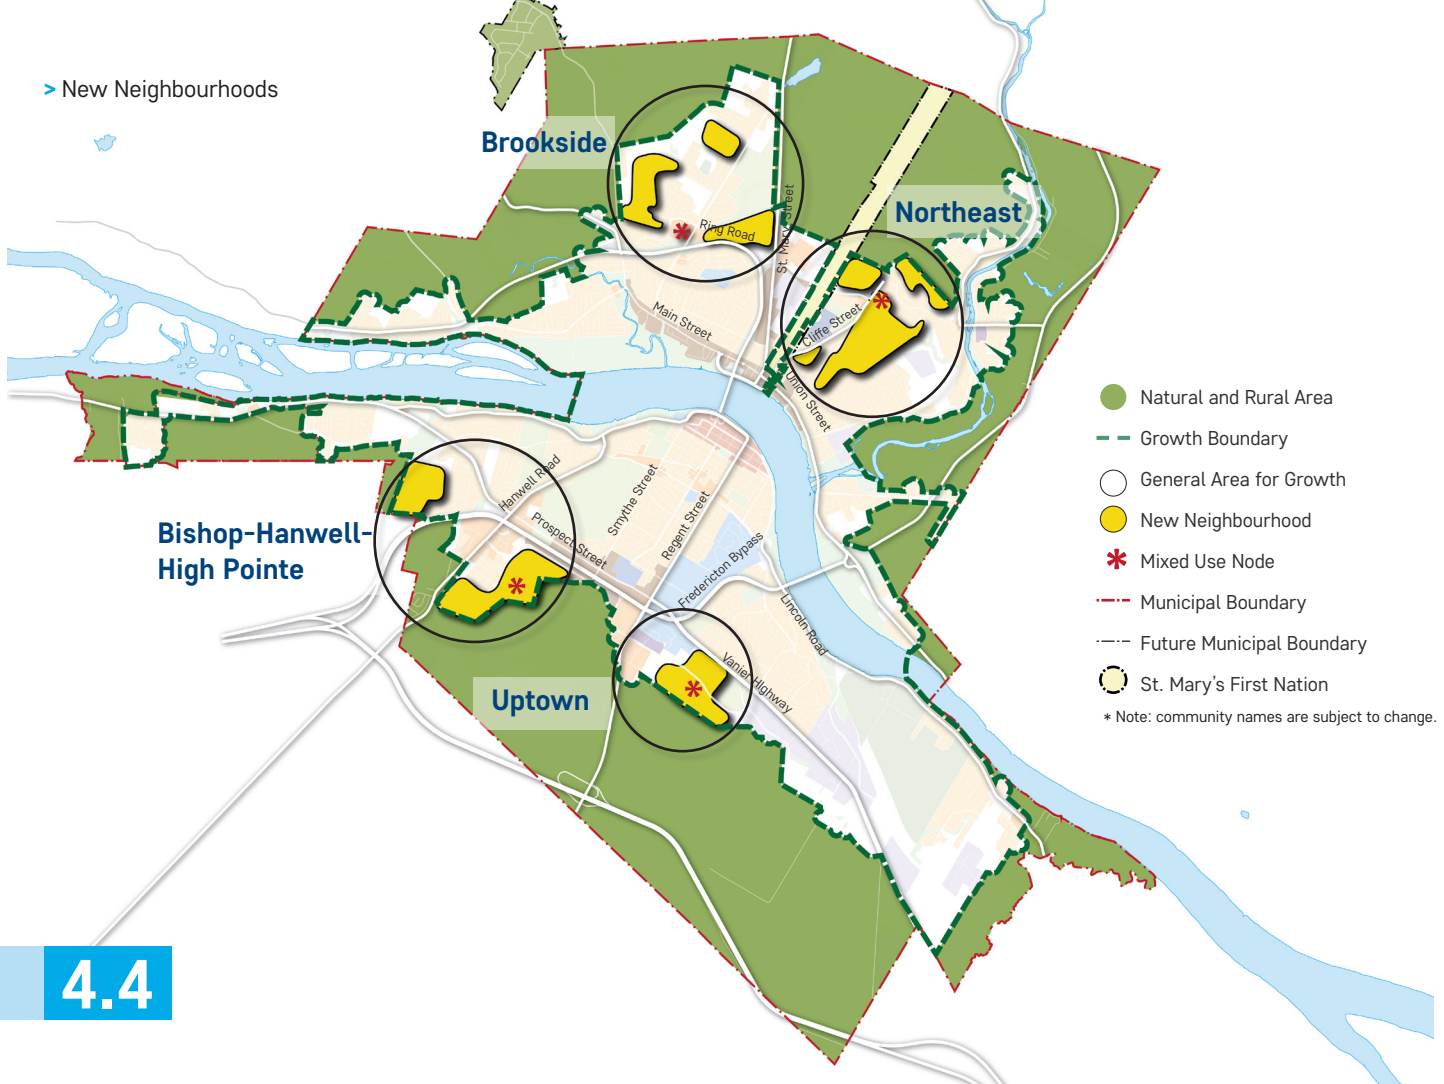 > New Neighbourhoods
Brookside
Northeast
Ring Road
St. Mary Street
Main Street
Cliffe Street
Union Street
Natural and Rural Area
Growth Boundary
General Area for Growth
New Neighbourhood
* Mixed Use Node
Municipal Boundary
Future Municipal Boundary
St. Mary's First Nation
* Note: community names are subject to change.
Bishop-Hanwell-
High Pointe
Hanwell Road
Prospect Street
Smythe Street
Regent Street
Fredericton Bypass
Lincoln Road
Vanier Highway
Uptown
4.4